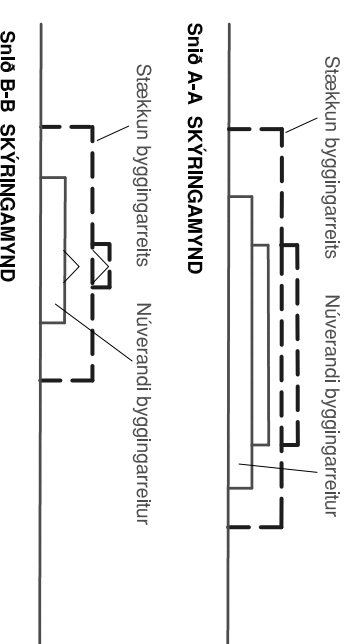 Stækkun byggingarreits
Núverandi byggingarreitur
Snið A-A SKÝRINGAMYND
Stækkun byggingarreits
Núverandi byggingarreitur
Snið B-B SKÝRINGAMYND